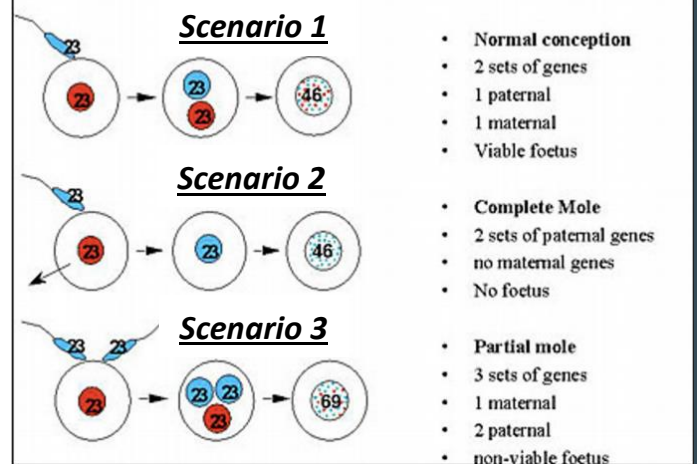 Scenario 1
23
23
23
23
46
• Normal conception
• 2 sets of genes
• 1 paternal
• 1 maternal
• Viable foetus
Scenario 2
23
23
23
46
• Complete Mole
• 2 sets of paternal genes
• no maternal genes
• No foetus
Scenario 3
23 23
23
23 23
23
69
• Partial mole
• 3 sets of genes
• 1 maternal
• 2 paternal
• non-viable foetus